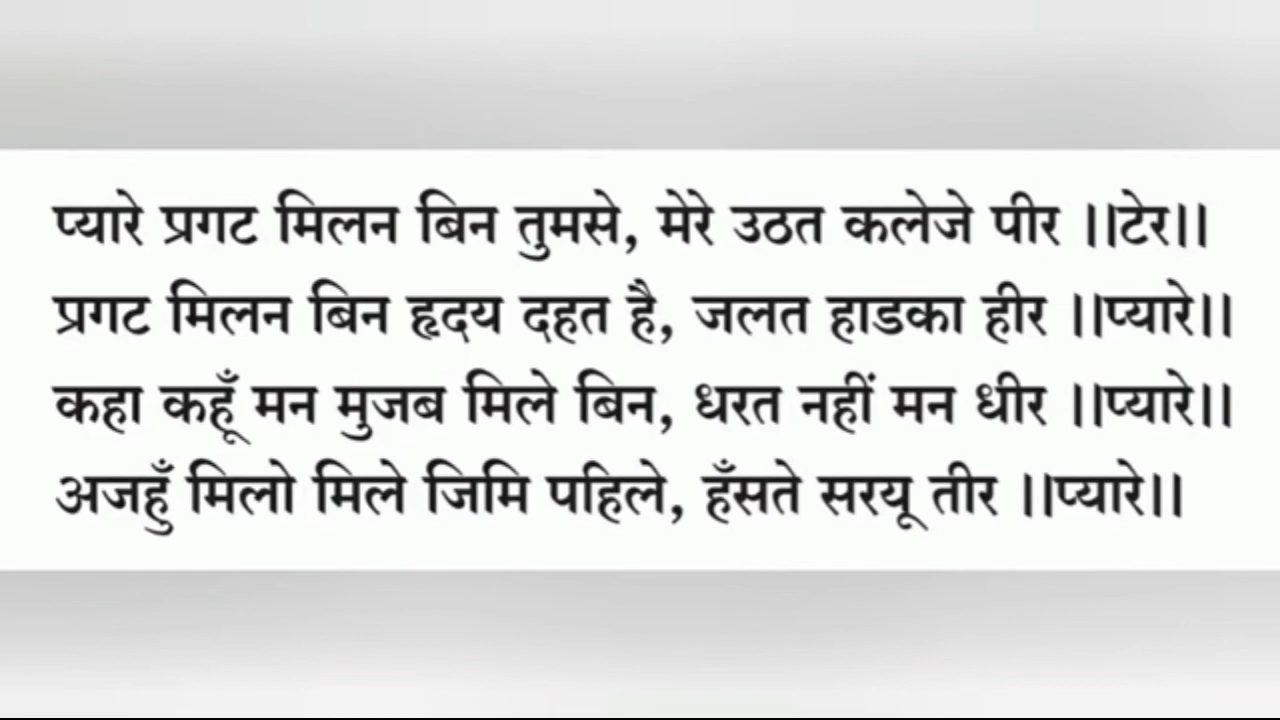 प्यारे प्रगट मिलन बिन तुमसे, मेरे उठत कलेजे पीर ।।टेर।।
प्रगट मिलन बिन हृदय दहत है, जलत हाडका हीर ।।प्यारे।।
कहा कहूँ मन मुजब मिले बिन, धरत नहीं मन धीर ।।प्यारे।।
अजहुँ मिलो मिले जिमि पहिले, हँसते सरयू तीर ।।प्यारे।।